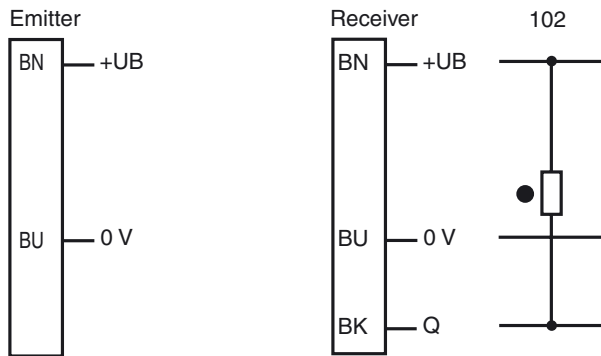 Emitter
BN +UB
BU 0 V
Receiver 102
BN +UB
BU 0 V
BK Q